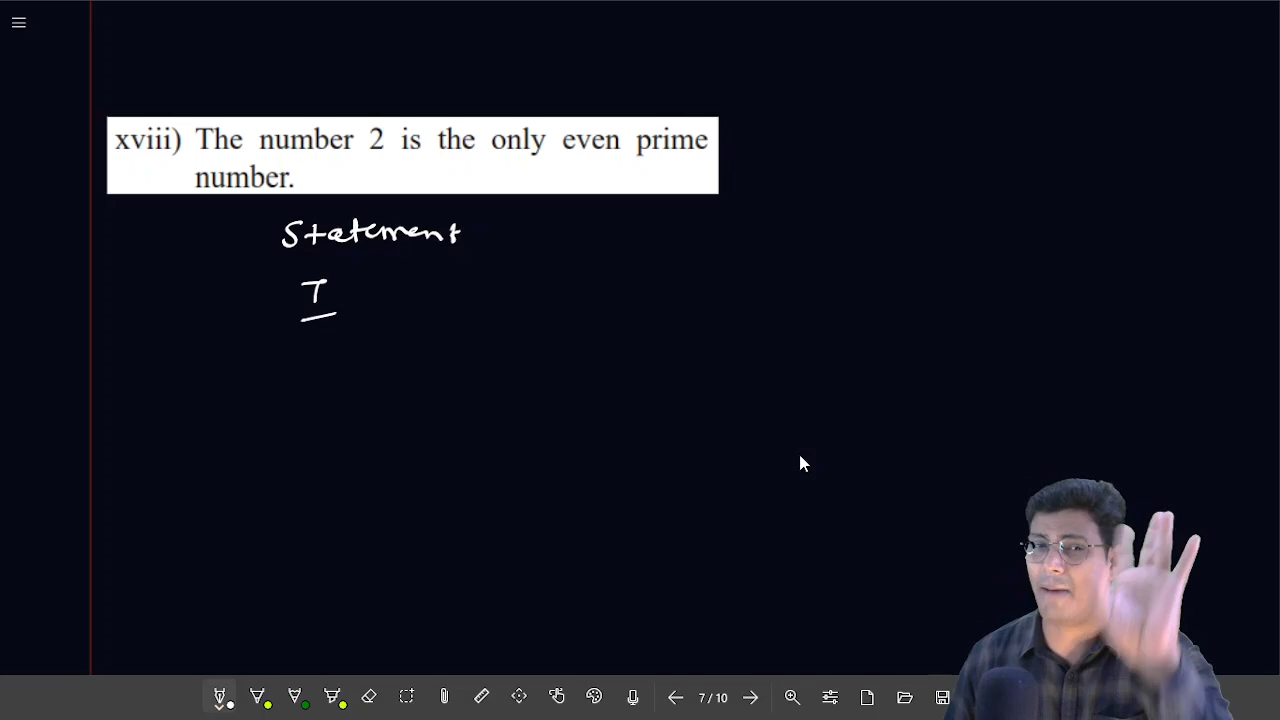 xviii) The number 2 is the only even prime
number.
Statement
T
7/10